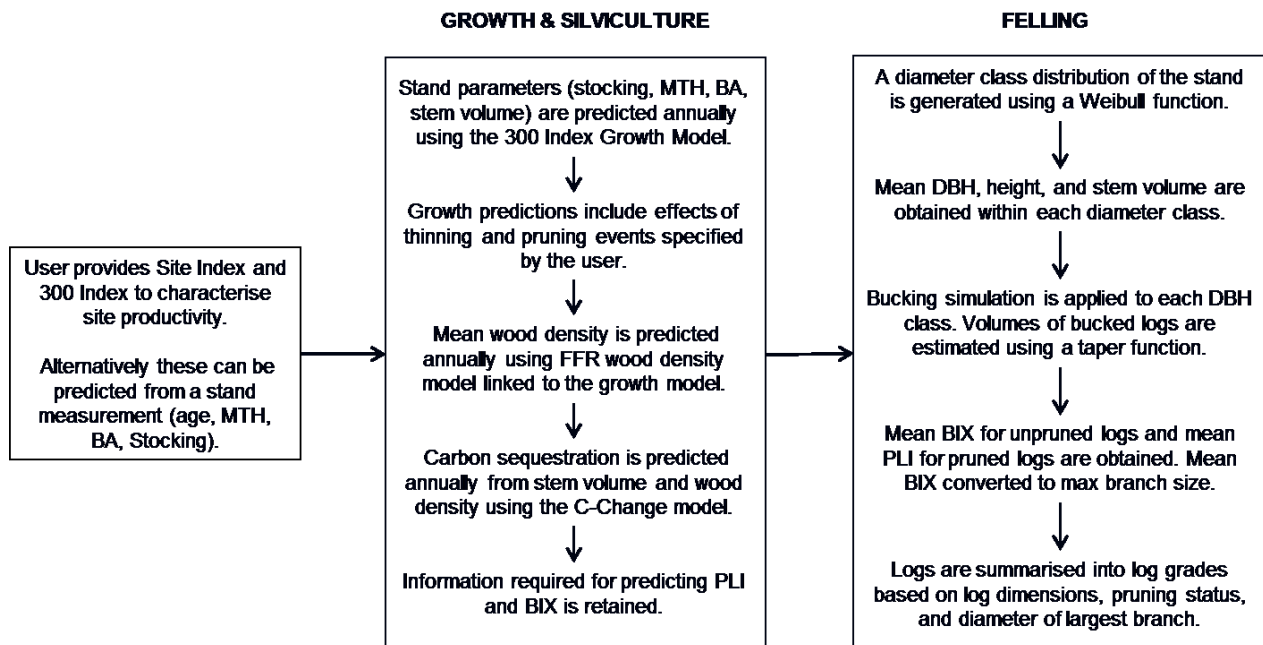 GROWTH & SILVICULTURE
FELLING
User provides Site Index and
300 Index to characterise
site productivity.
Alternatively these can be
predicted from a stand
measurement (age, MTH,
BA, Stocking).
Stand parameters (stocking, MTH, BA,
stem volume) are predicted annually
using the 300 Index Growth Model.
Growth predictions include effects of
thinning and pruning events specified
by the user.
Mean wood density is predicted
annually using FFR wood density
model linked to the growth model.
Carbon sequestration is predicted
annually from stem volume and wood
density using the C-Change model.
Information required for predicting PLI
and BIX is retained.
A diameter class distribution of the stand
is generated using a Weibull function.
Mean DBH, height, and stem volume are
obtained within each diameter class.
Bucking simulation is applied to each DBH
class. Volumes of bucked logs are
estimated using a taper function.
Mean BIX for unpruned logs and mean
PLI for pruned logs are obtained. Mean
BIX converted to max branch size.
Logs are summarised into log grades
based on log dimensions, pruning status,
and diameter of largest branch.